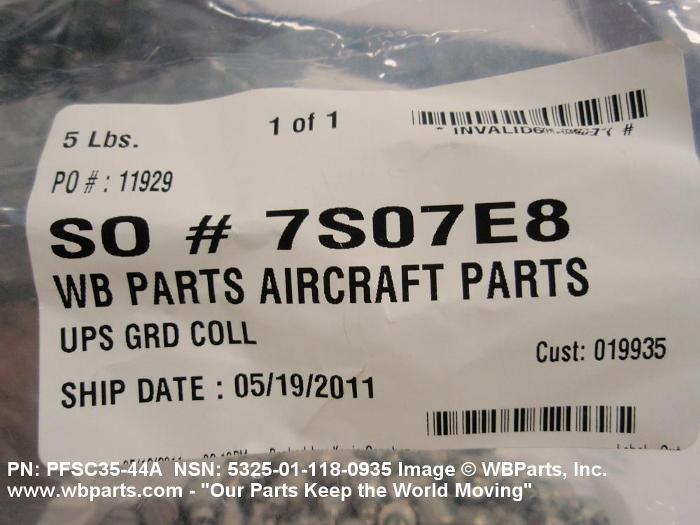 5 Lbs.
1 of 1
PO # : 11929
SO # 7S07E8
WB PARTS AIRCRAFT PARTS
UPS GRD COLL
Cust: 019935
SHIP DATE : 05/19/2011
PN: PFSC35-44A NSN: 5325-01-118-0935 Image © WBParts, Inc.
www.wbparts.com - "Our Parts Keep the World Moving"